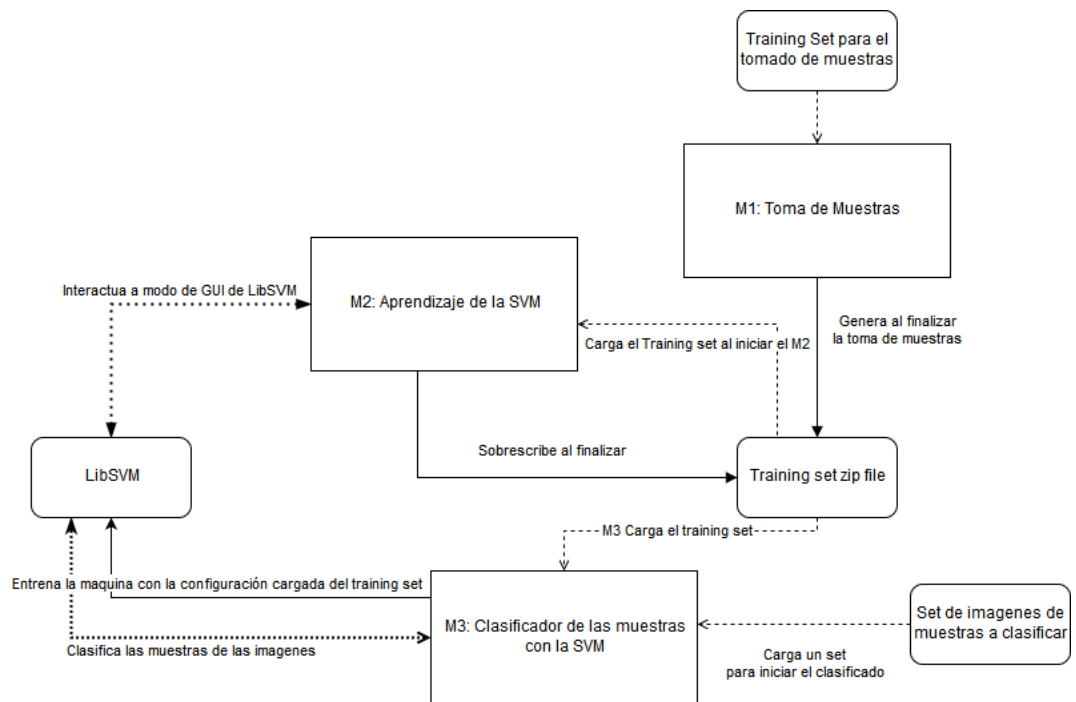 Training Set para el
tomado de muestras
M1: Toma de Muestras
Interactua a modo de GUI de LibSVM
M2: Aprendizaje de la SVM
Genera al finalizar
la toma de muestras
Carga el Training set al iniciar el M2
Sobrescribe al finalizar
LibSVM
Training set zip file
M3 Carga el training set
Entrena la maquina con la configuración cargada del training set
M3: Clasificador de las muestras
con la SVM
Set de imagenes de
muestras a clasificar
Clasifica las muestras de las imagenes
Carga un set
para iniciar el clasificado